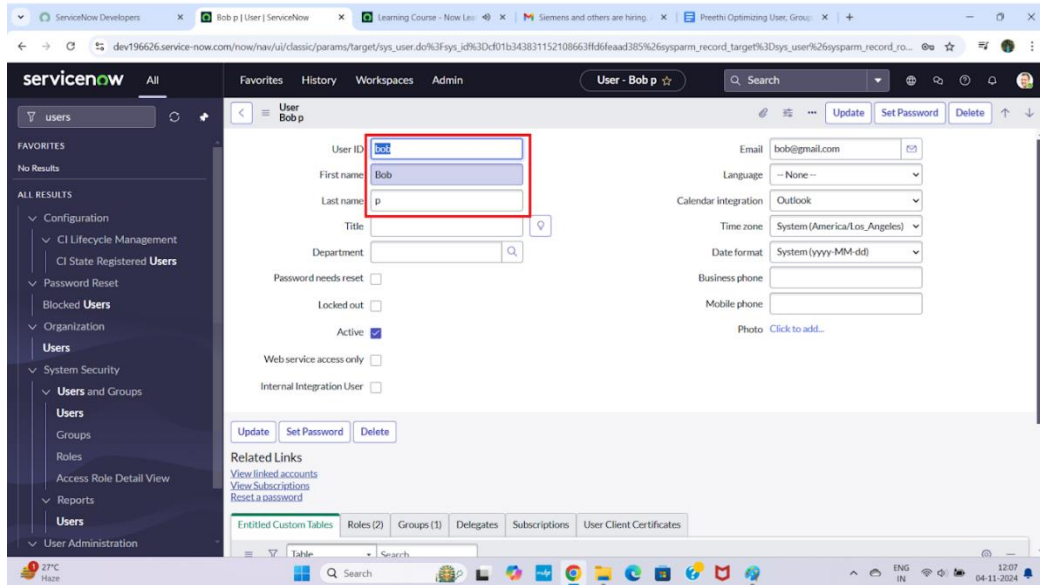 ServiceNow Developers
Bob p | User | ServiceNow
Learning Course - Now Le
Siemens and others are hiring.
Preethi Optimizing User, Group
dev196626.service-now.com/now/nav/ui/classic/params/target/sys_user.do%3Fsys_id%3Dcf01b343831152108663ffd6feaad385%26sysparm_record_target%3Dsys_user%26sysparm_record_ro...
servicenow All Favorites History Workspaces Admin User - Bob p Search
users
FAVORITES
No Results
ALL RESULTS
Configuration
CI Lifecycle Management
CI State Registered Users
Password Reset
Blocked Users
Organization
Users
System Security
Users and Groups
Users
Groups
Roles
Access Role Detail View
Reports
Users
User Administration
User
Bob p
Update Set Password Delete
User ID bob
First name Bob
Last name p
Title
Department
Password needs reset
Locked out
Active
Web service access only
Internal Integration User
Email bob@gmail.com
Language -- None --
Calendar integration Outlook
Time zone System (America/Los_Angeles)
Date format System (yyyy-MM-dd)
Business phone
Mobile phone
Photo Click to add...
Update Set Password Delete
Related Links
View linked accounts
View Subscriptions
Reset a password
Entitled Custom Tables Roles (2) Groups (1) Delegates Subscriptions User Client Certificates
Table Search
27°C
Haze
Search
ENG
IN
12:07
04-11-2024